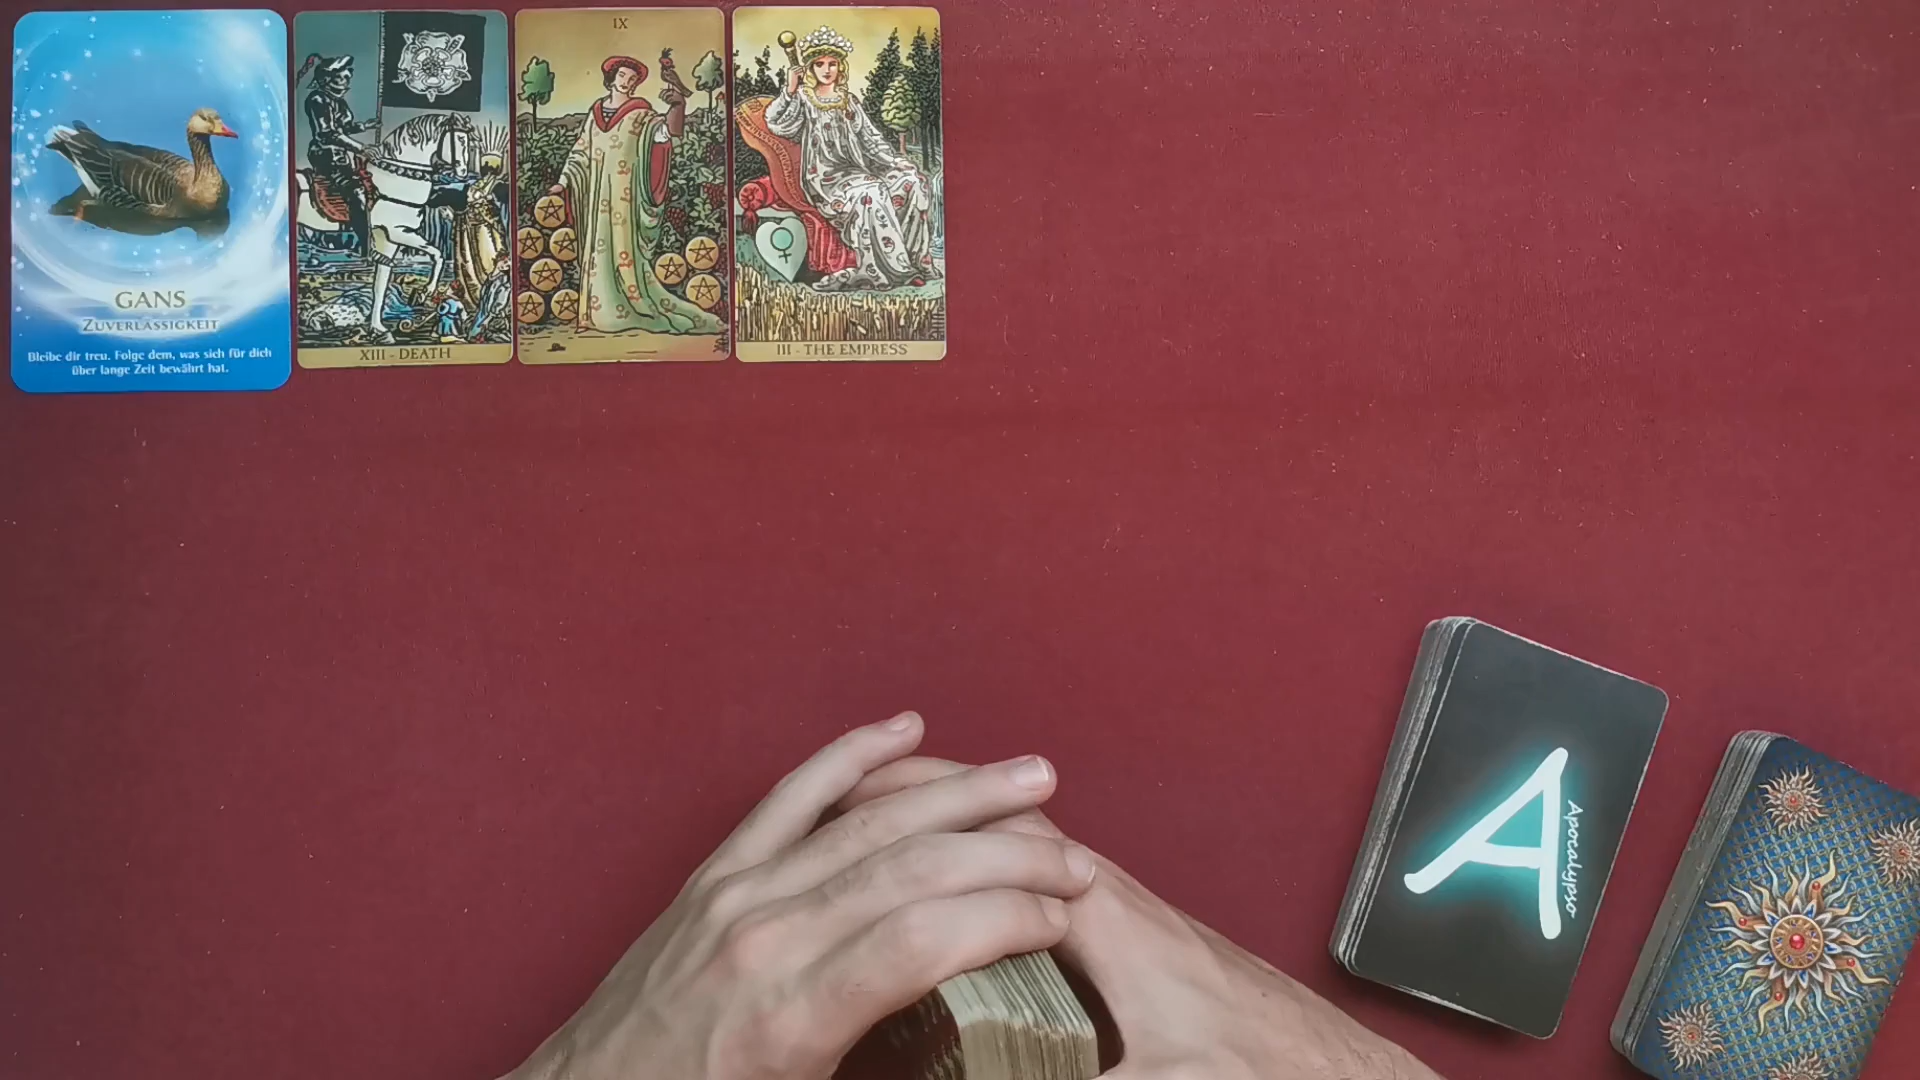 GANS
ZUVERLÄSSIGKEIT
Bleibe dir treu. Folge dem, was sich für dich
über lange Zeit bewährt hat.
XIII - DEATH
IX
III - THE EMPRESS
A
Apocalypso